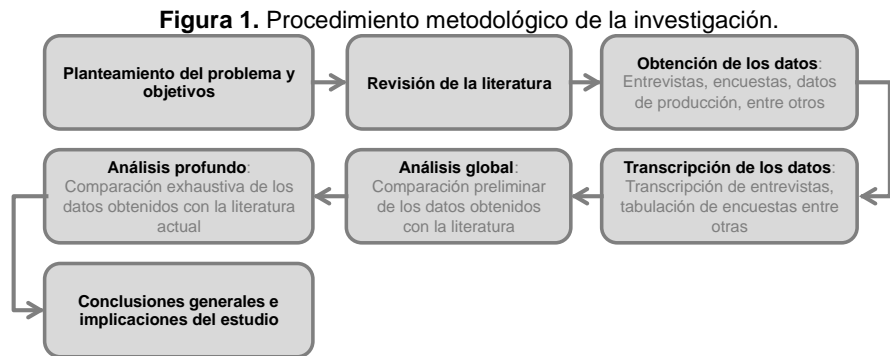 Figura 1. Procedimiento metodológico de la investigación.
Planteamiento del problema y
objetivos
Revisión de la literatura
Obtención de los datos:
Entrevistas, encuestas, datos
de producción, entre otros
Transcripción de los datos:
Transcripción de entrevistas,
tabulación de encuestas entre
otras
Análisis global:
Comparación preliminar
de los datos obtenidos
con la literatura
Análisis profundo:
Comparación exhaustiva de los
datos obtenidos con la literatura
actual
Conclusiones generales e
implicaciones del estudio